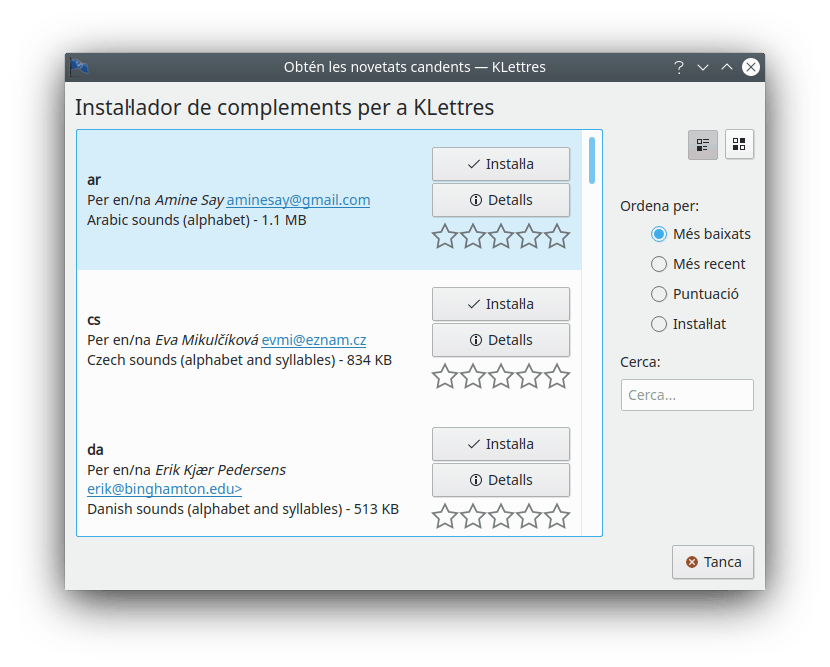 Obtén les novetats candents — KLettres
Instal·lador de complements per a KLettres
ar
Per en/na Amine Say aminesay@gmail.com
Arabic sounds (alphabet) - 1.1 MB
Instal·la
Detalls
cs
Per en/na Eva Mikulčíková evmi@eznam.cz
Czech sounds (alphabet and syllables) - 834 KB
Instal·la
Detalls
da
Per en/na Erik Kjær Pedersens
erik@binghamton.edu>
Danish sounds (alphabet and syllables) - 513 KB
Instal·la
Detalls
Ordena per:
Més baixats
Més recent
Puntuació
Instal·lat
Cerca:
Cerca...
Tanca